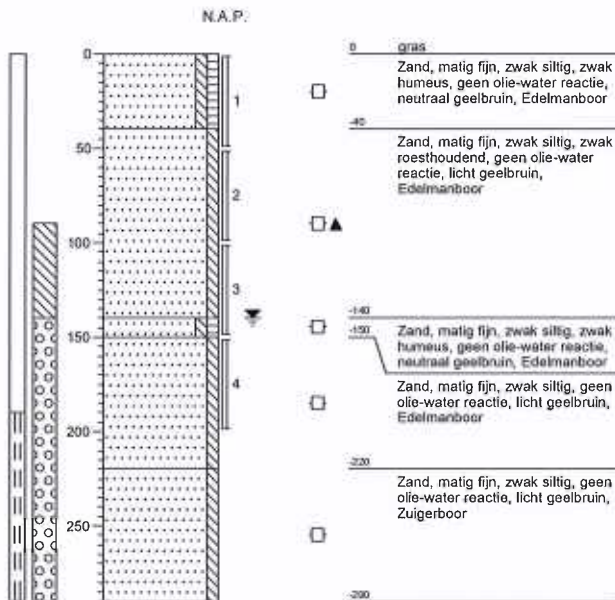 N.A.P.
0
50
100
150
200
250
1
2
3
4
0 gras
Zand, matig fijn, zwak siltig, zwak
humeus, geen olie-water reactie,
neutraal geelbruin, Edelmanboor
-40
Zand, matig fijn, zwak siltig, zwak
roesthoudend, geen olie-water
reactie, licht geelbruin,
Edelmanboor
-140
-150
Zand, matig fijn, zwak siltig, zwak
humeus, geen olie-water reactie,
neutraal geelbruin, Edelmanboor
Zand, matig fijn, zwak siltig, geen
olie-water reactie, licht geelbruin,
Edelmanboor
-220
Zand, matig fijn, zwak siltig, geen
olie-water reactie, licht geelbruin,
Zuigerboor